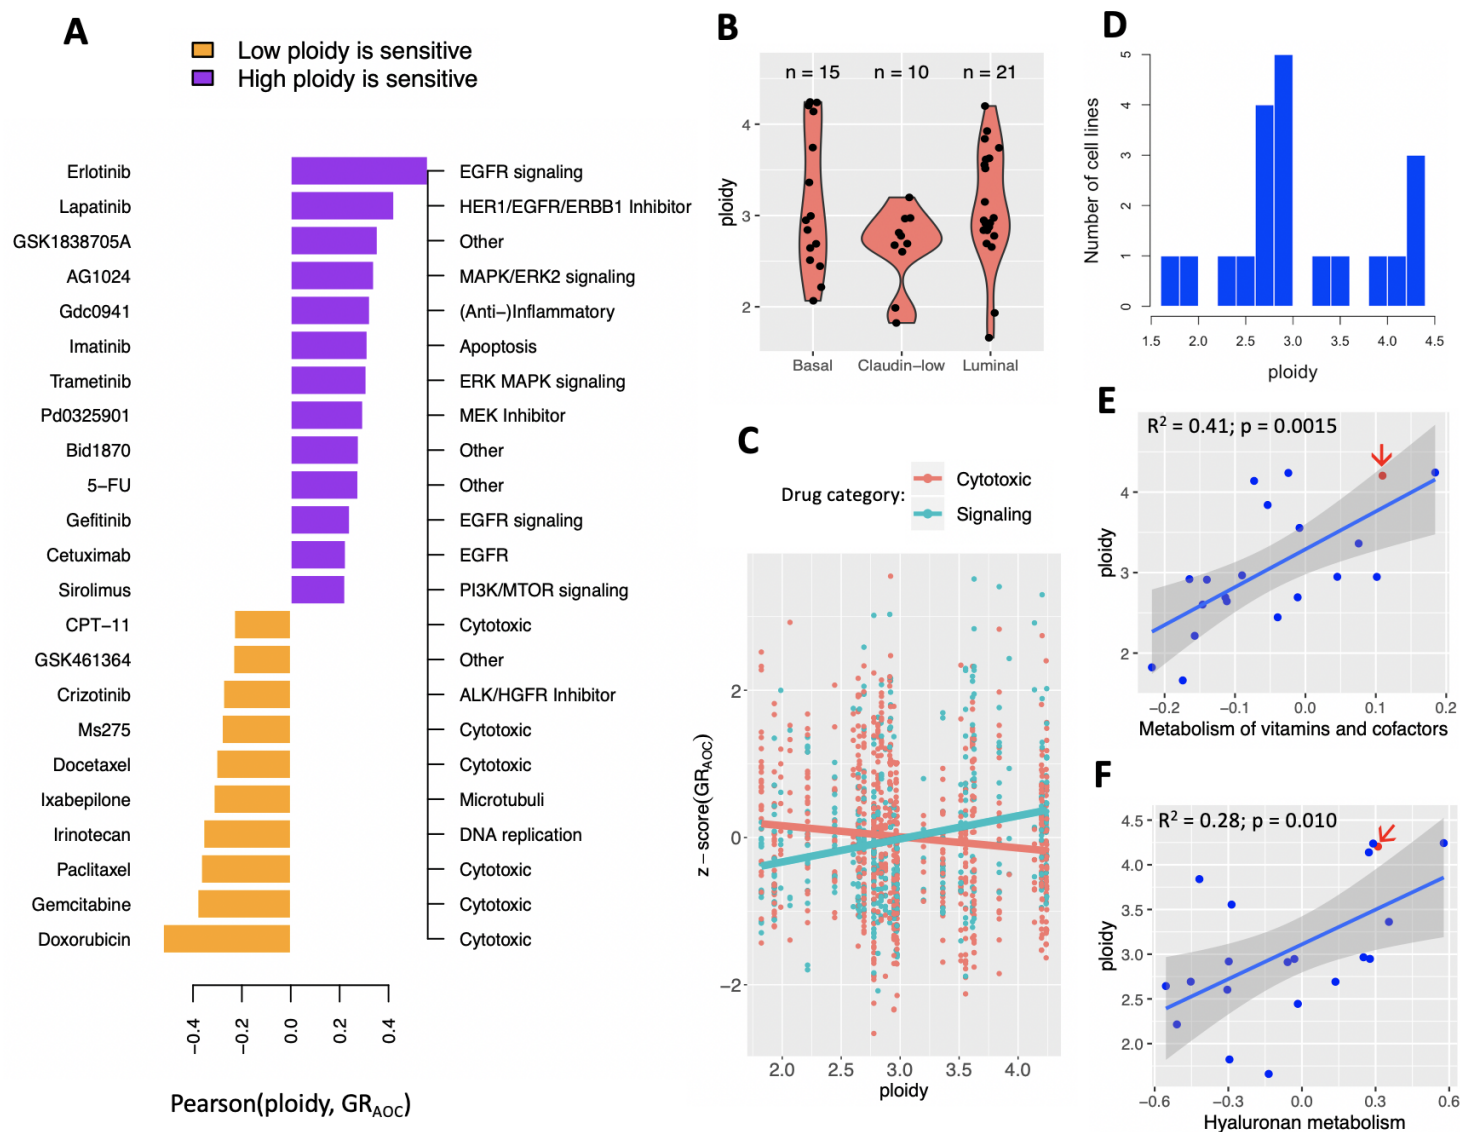 A
Low ploidy is sensitive
High ploidy is sensitive
Erlotinib EGFR signaling
Lapatinib HER1/EGFR/ERBB1 Inhibitor
GSK1838705A Other
AG1024 MAPK/ERK2 signaling
Gdc0941 (Anti−)Inflammatory
Imatinib Apoptosis
Trametinib ERK MAPK signaling
Pd0325901 MEK Inhibitor
Bid1870 Other
5−FU Other
Gefitinib EGFR signaling
Cetuximab EGFR
Sirolimus PI3K/MTOR signaling
CPT−11 Cytotoxic
GSK461364 Other
Crizotinib ALK/HGFR Inhibitor
Ms275 Cytotoxic
Docetaxel Cytotoxic
Ixabepilone Microtubuli
Irinotecan DNA replication
Paclitaxel Cytotoxic
Gemcitabine Cytotoxic
Doxorubicin Cytotoxic
−0.4 −0.2 0.0 0.2 0.4
Pearson(ploidy, GR_AOC)
B
n = 15 n = 10 n = 21
4
3
2
ploidy
Basal Claudin−low Luminal
C
Drug category:
Cytotoxic
Signaling
2
0
−2
z−score(GR_AOC)
2.0 2.5 3.0 3.5 4.0
ploidy
D
5
4
3
2
1
0
Number of cell lines
1.5 2.0 2.5 3.0 3.5 4.0 4.5
ploidy
E
R² = 0.41; p = 0.0015
4
3
2
ploidy
−0.2 −0.1 0.0 0.1 0.2
Metabolism of vitamins and cofactors
F
R² = 0.28; p = 0.010
4.5
4.0
3.5
3.0
2.5
2.0
ploidy
−0.6 −0.3 0.0 0.3 0.6
Hyaluronan metabolism